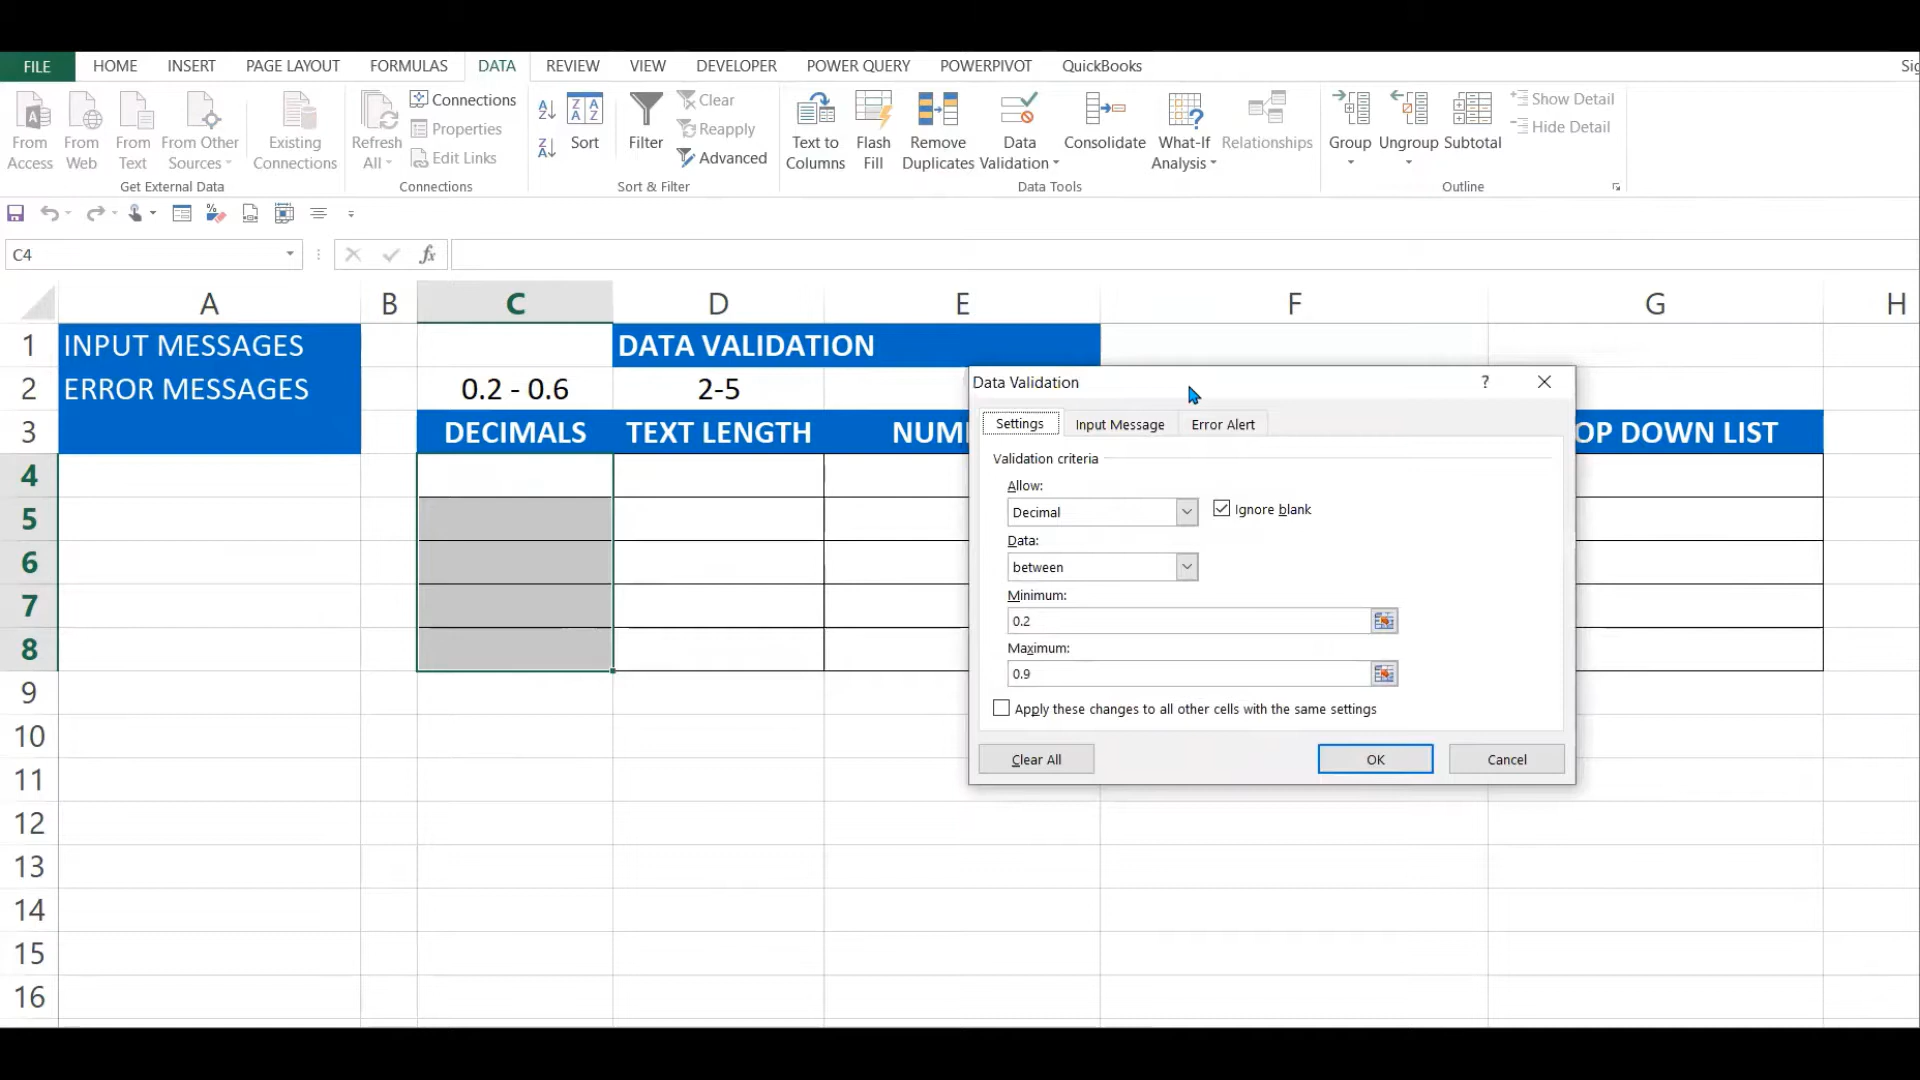 FILE HOME INSERT PAGE LAYOUT FORMULAS DATA REVIEW VIEW DEVELOPER POWER QUERY POWERPIVOT QuickBooks
From Access
From Web
From Text
From Other Sources
Get External Data
Existing Connections
Refresh All
Connections
Properties
Edit Links
Connections
Sort
Filter
Clear
Reapply
Advanced
Sort & Filter
Text to Columns
Flash Fill
Remove Duplicates
Data Validation
Consolidate
What-If Analysis
Relationships
Data Tools
Group
Ungroup
Subtotal
Show Detail
Hide Detail
Outline
C4
fx
A B C D E F G H
1 INPUT MESSAGES DATA VALIDATION
2 ERROR MESSAGES 0.2 - 0.6 2-5
3 DECIMALS TEXT LENGTH NUM OP DOWN LIST
4
5
6
7
8
9
10
11
12
13
14
15
16
Data Validation ? ×
Settings Input Message Error Alert
Validation criteria
Allow:
Decimal
Ignore blank
Data:
between
Minimum:
0.2
Maximum:
0.9
Apply these changes to all other cells with the same settings
Clear All OK Cancel